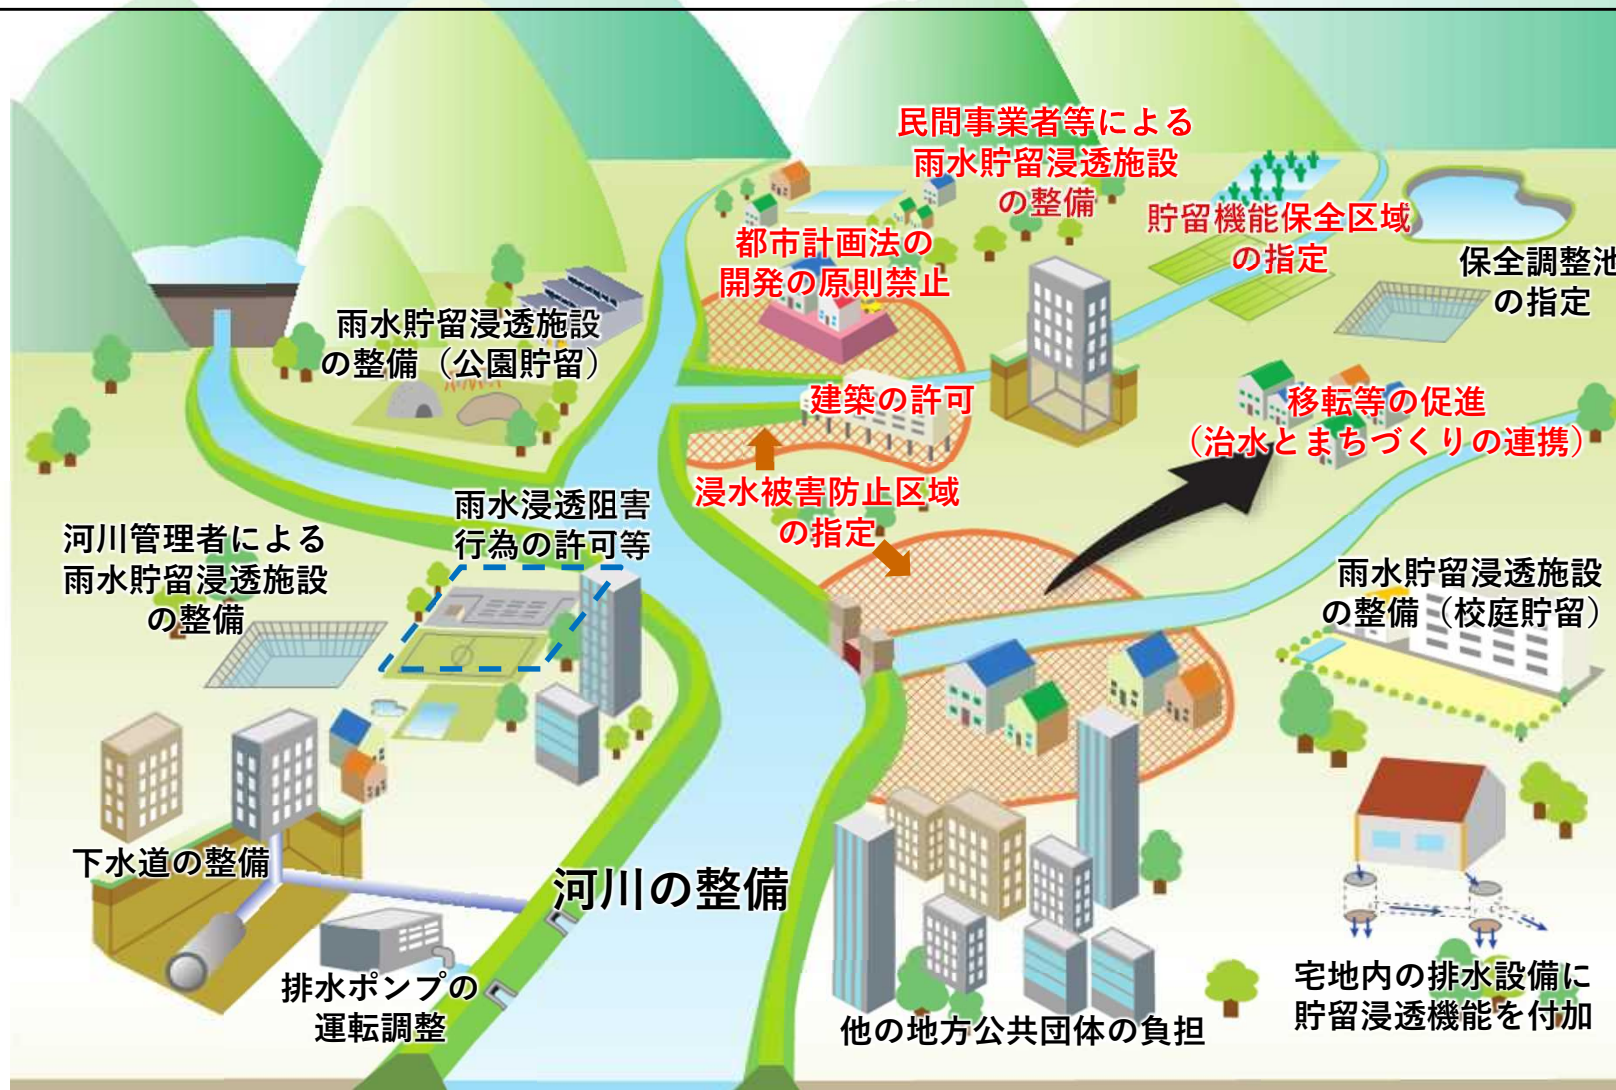 民間事業者等による
雨水貯留浸透施設
の整備
貯留機能保全区域
の指定
都市計画法の
開発の原則禁止
保全調整池
の指定
雨水貯留浸透施設
の整備（公園貯留）
建築の許可
移転等の促進
（治水とまちづくりの連携）
浸水被害防止区域
の指定
雨水浸透阻害
行為の許可等
河川管理者による
雨水貯留浸透施設
の整備
雨水貯留浸透施設
の整備（校庭貯留）
下水道の整備
河川の整備
排水ポンプの
運転調整
他の地方公共団体の負担
宅地内の排水設備に
貯留浸透機能を付加